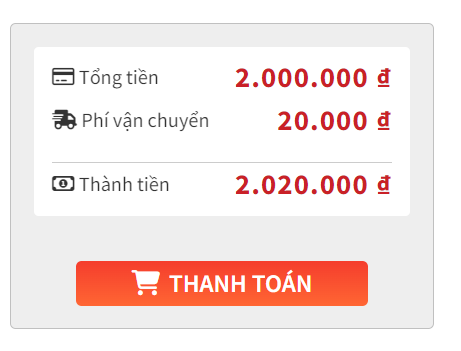 Tổng tiền 2.000.000 ₫
Phí vận chuyển 20.000 ₫
Thành tiền 2.020.000 ₫
THANH TOÁN